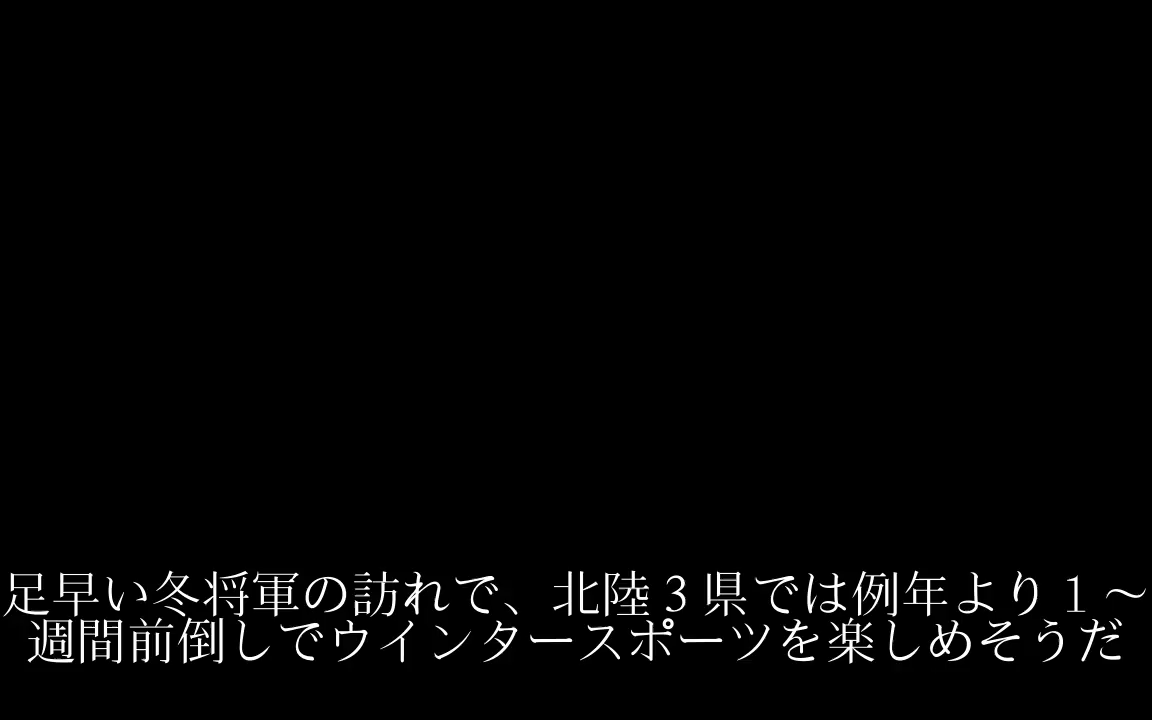 足早い冬将軍の訪れで、北陸３県では例年より１～
週間前倒しでウインタースポーツを楽しめそうだ